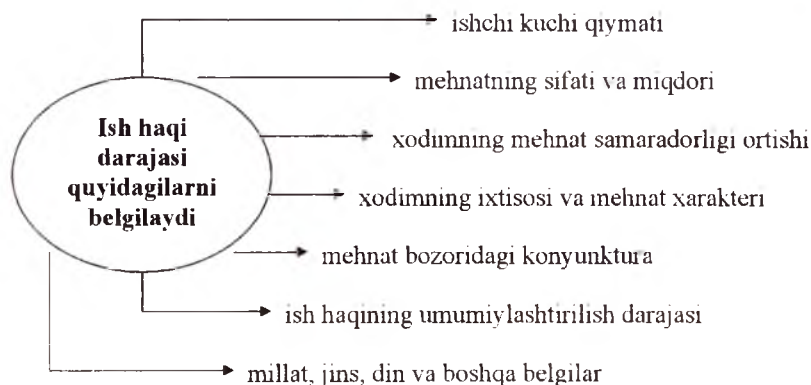 Ish haqi
darajasi
quyidagilarni
belgilaydi
ishchi kuchi qiymati
mehnatning sifati va miqdori
xodimning mehnat samaradorligi ortishi
xodimning ixtisosi va mehnat xarakteri
mehnat bozoridagi konyunktura
ish haqining umumiylashtirilish darajasi
millat, jins, din va boshqa belgilar